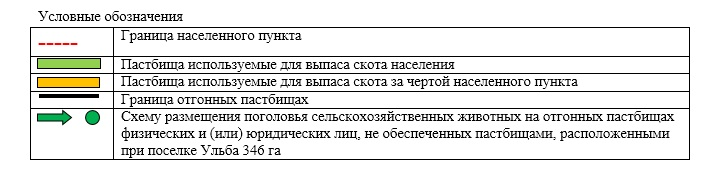 Условные обозначения
Граница населенного пункта
Пастбища используемые для выпаса скота населения
Пастбища используемые для выпаса скота за чертой населенного пункта
Граница отгонных пастбищах
Схему размещения поголовья сельскохозяйственных животных на отгонных пастбищах
физических и (или) юридических лиц, не обеспеченных пастбищами, расположенными
при поселке Ульба 346 га